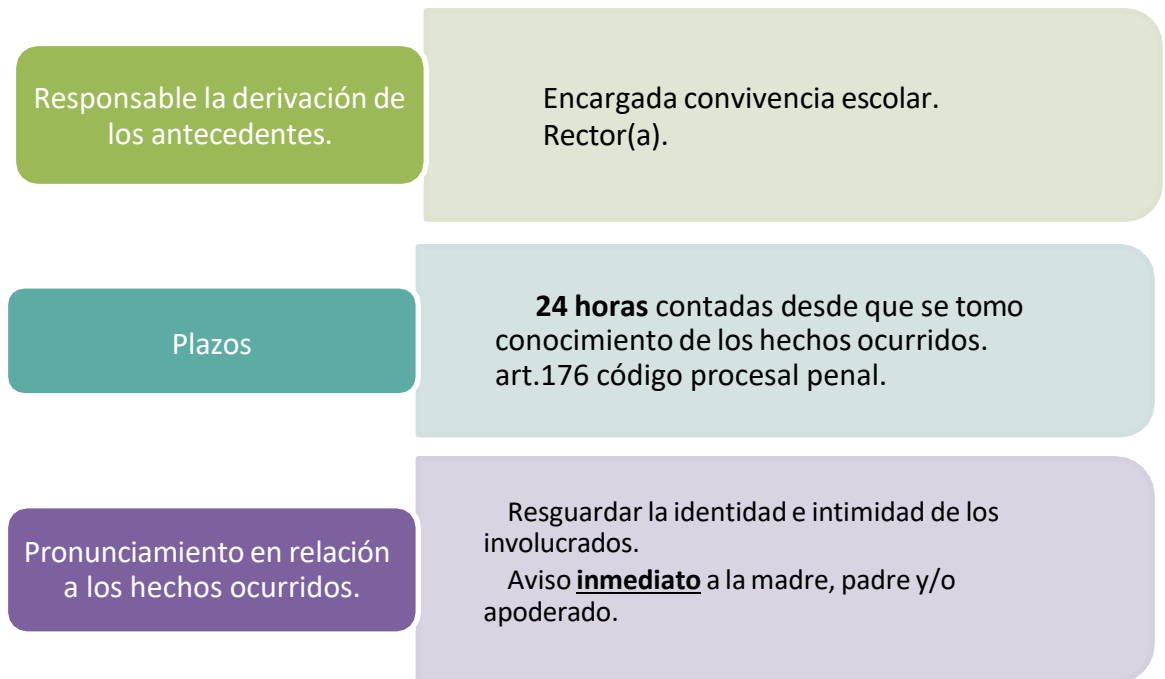 Responsable la derivación de
los antecedentes.
Encargada convivencia escolar.
Rector(a).
Plazos
24 horas contadas desde que se tomo
conocimiento de los hechos ocurridos.
art.176 código procesal penal.
Pronunciamiento en relación
a los hechos ocurridos.
Resguardar la identidad e intimidad de los
involucrados.
Aviso inmediato a la madre, padre y/o
apoderado.